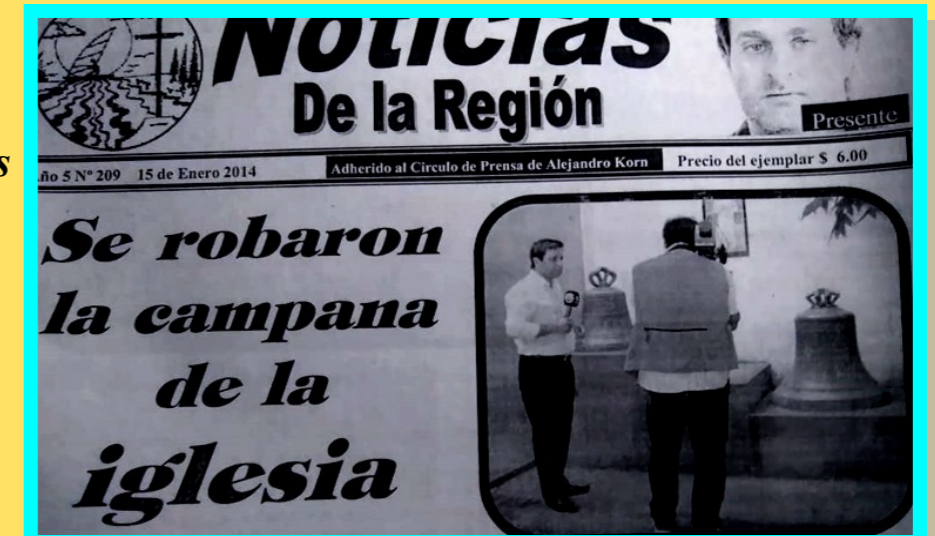 Noticias
De la Región
Presente
ño 5 Nº 209 15 de Enero 2014
Adherido al Circulo de Prensa de Alejandro Korn
Precio del ejemplar $ 6.00
s
Se robaron
la campana
de la
iglesia